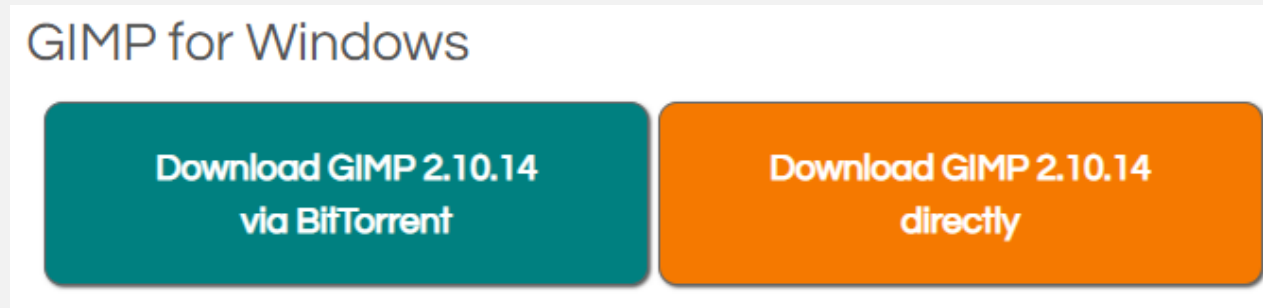 GIMP for Windows
Download GIMP 2.10.14
via BitTorrent
Download GIMP 2.10.14
directly